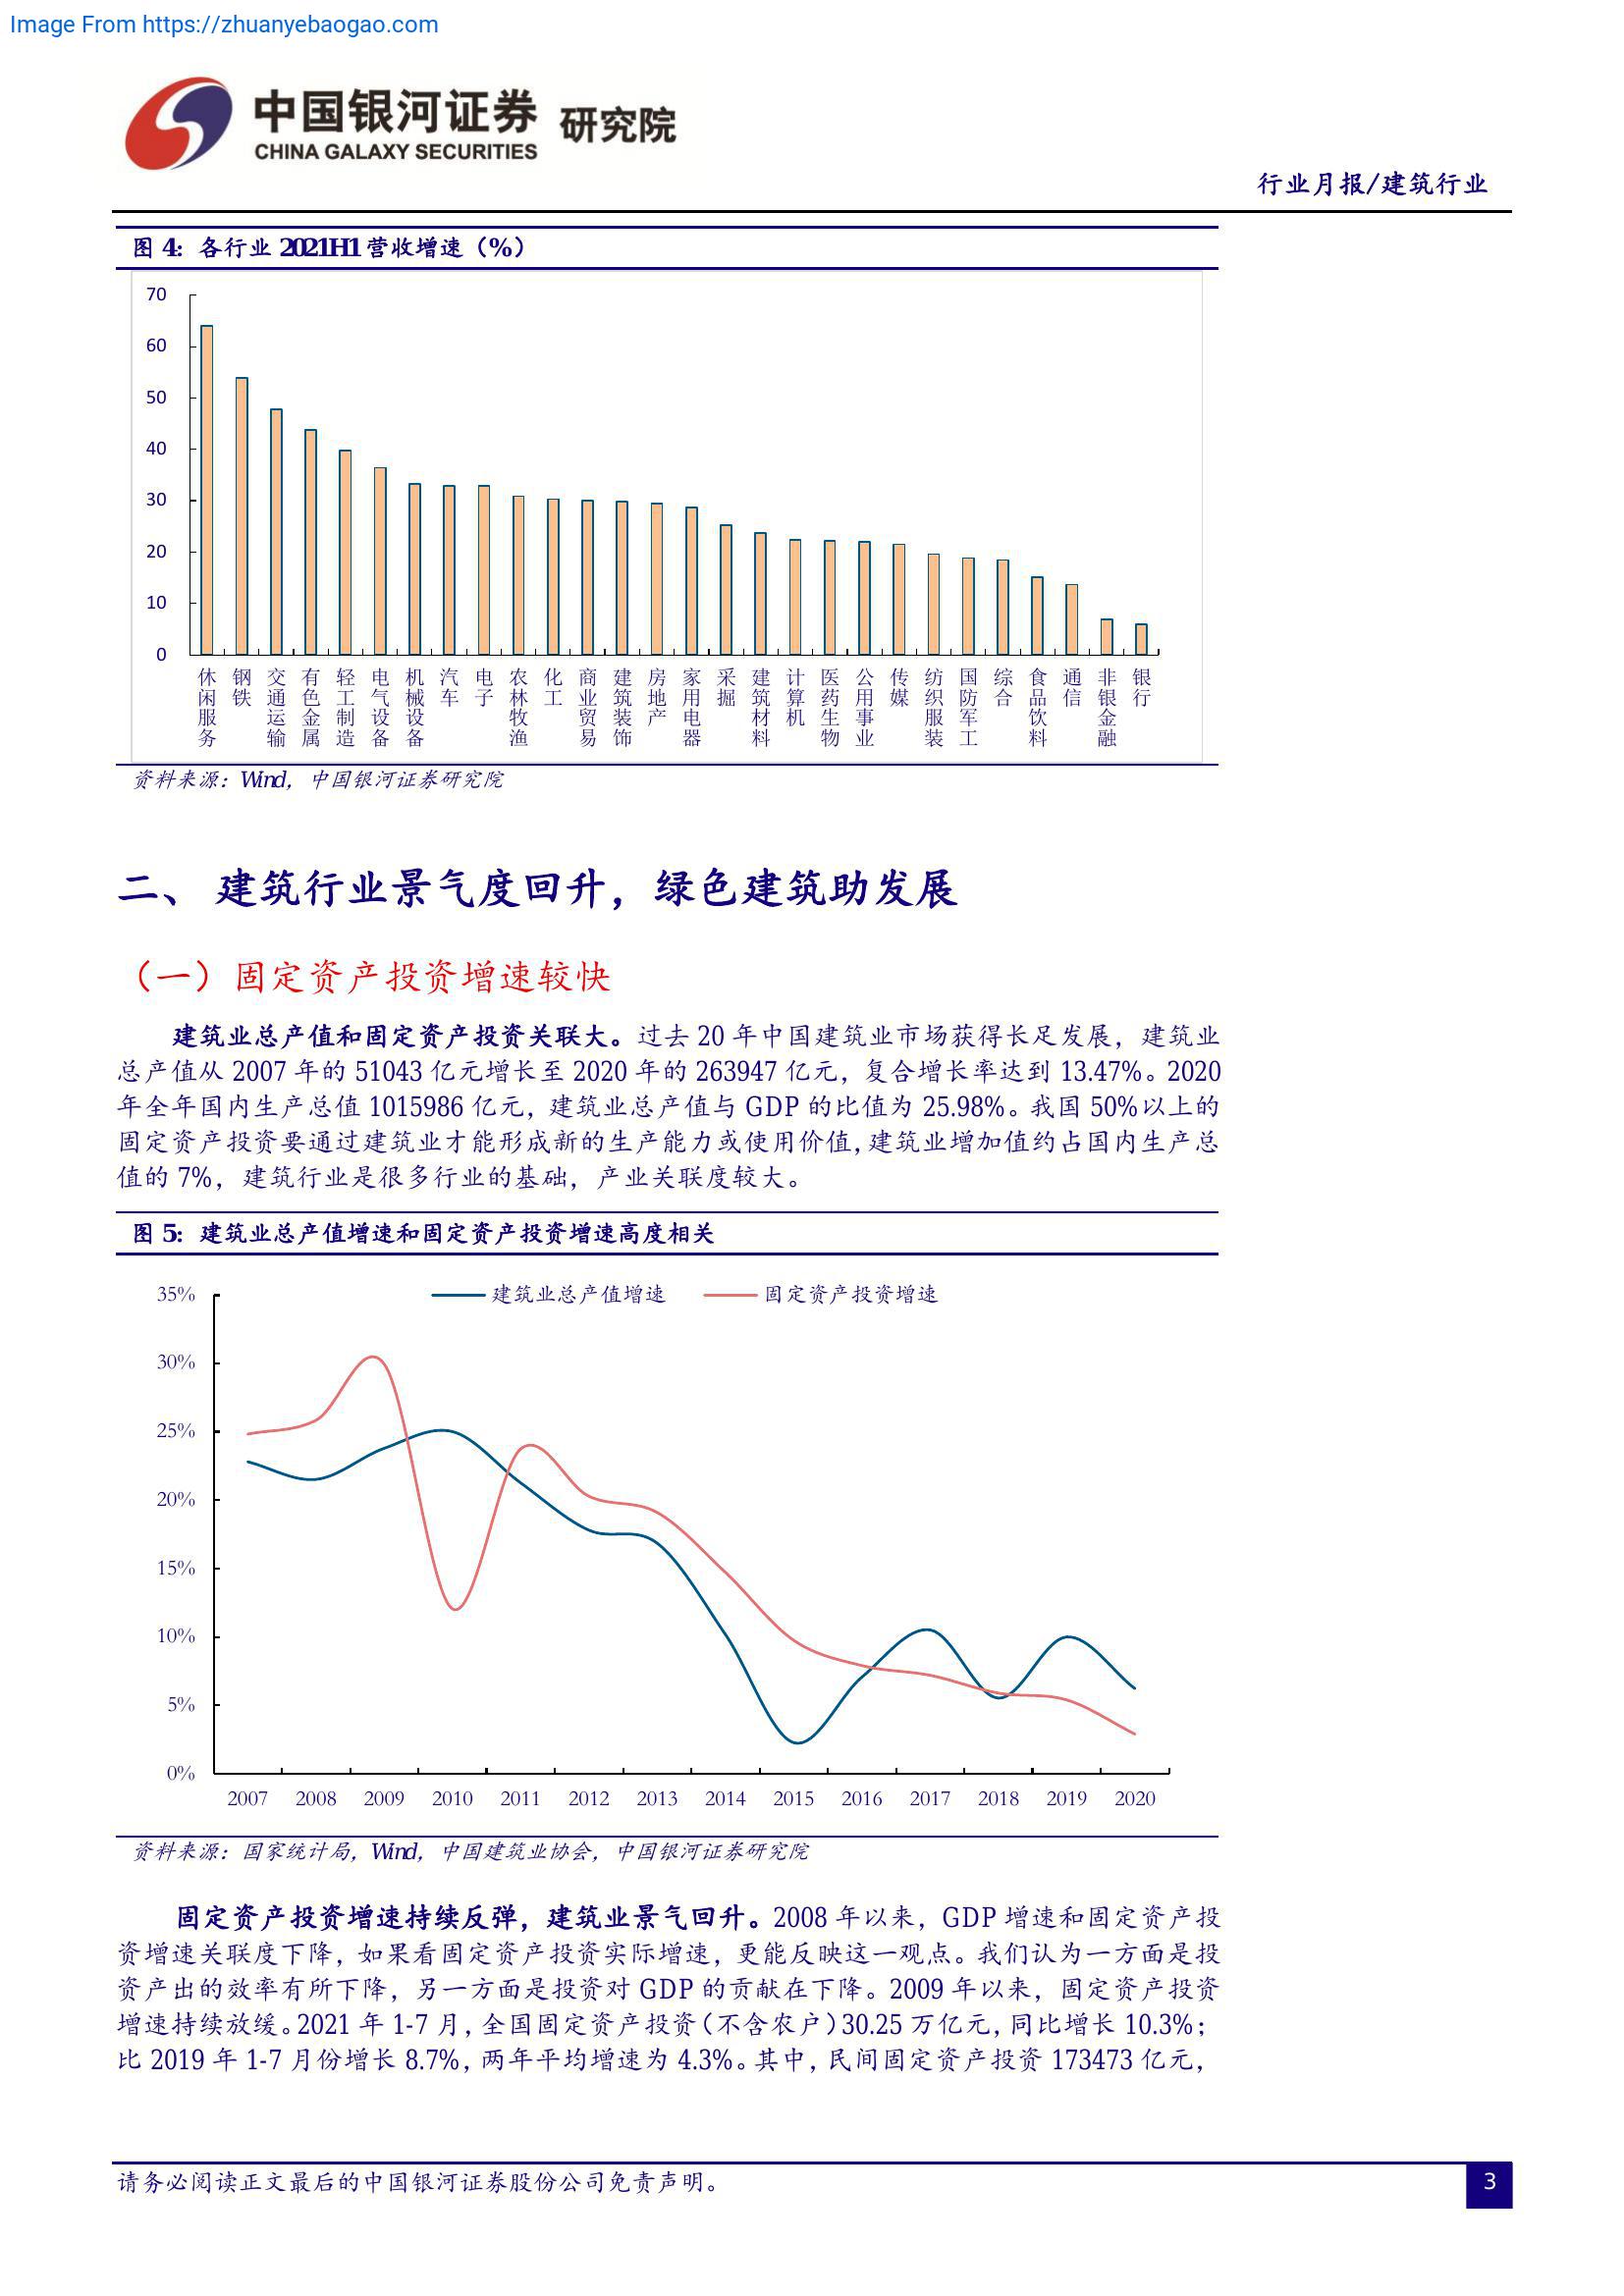 Image From https://zhuanyebaogao.com
中国银河证券 研究院
CHINA GALAXY SECURITIES
行业月报/建筑行业
图 4: 各行业 2021H1 营收增速（%）
70
60
50
40
30
20
10
0
休闲服务 钢铁 交通运输 有色金属 轻工制造 电气设备 机械设备 汽车 电子 农林牧渔 化工 商业贸易 建筑装饰 房地产 家用电器 采掘 建筑材料 计算机 医药生物 公用事业 传媒 纺织服装 国防军工 综合 食品饮料 通信 非银金融 银行
资料来源：Wind，中国银河证券研究院
二、 建筑行业景气度回升，绿色建筑助发展
（一）固定资产投资增速较快
建筑业总产值和固定资产投资关联大。过去 20 年中国建筑业市场获得长足发展，建筑业
总产值从 2007 年的 51043 亿元增长至 2020 年的 263947 亿元，复合增长率达到 13.47%。2020
年全年国内生产总值 1015986 亿元，建筑业总产值与 GDP 的比值为 25.98%。我国 50%以上的
固定资产投资要通过建筑业才能形成新的生产能力或使用价值，建筑业增加值约占国内生产总
值的 7%，建筑行业是很多行业的基础，产业关联度较大。
图 5: 建筑业总产值增速和固定资产投资增速高度相关
建筑业总产值增速 固定资产投资增速
35%
30%
25%
20%
15%
10%
5%
0%
2007 2008 2009 2010 2011 2012 2013 2014 2015 2016 2017 2018 2019 2020
资料来源：国家统计局，Wind，中国建筑业协会，中国银河证券研究院
固定资产投资增速持续反弹，建筑业景气回升。2008 年以来，GDP 增速和固定资产投
资增速关联度下降，如果看固定资产投资实际增速，更能反映这一观点。我们认为一方面是投
资产出的效率有所下降，另一方面是投资对 GDP 的贡献在下降。2009 年以来，固定资产投资
增速持续放缓。2021 年 1-7 月，全国固定资产投资（不含农户）30.25 万亿元，同比增长 10.3%；
比 2019 年 1-7 月份增长 8.7%，两年平均增速为 4.3%。其中，民间固定资产投资 173473 亿元，
请务必阅读正文最后的中国银河证券股份公司免责声明。
3